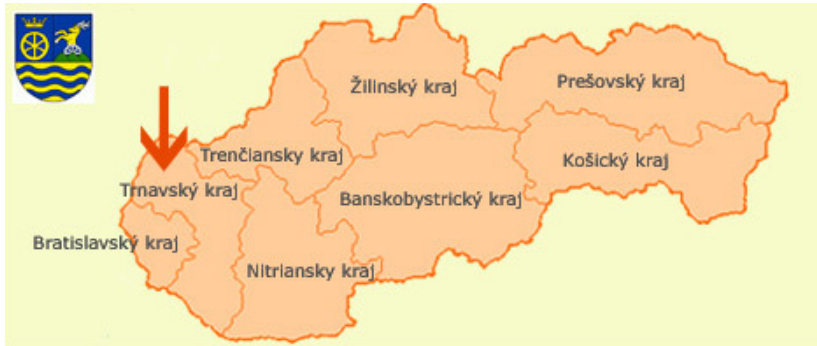 Žilinský kraj
Prešovský kraj
Trenčiansky kraj
Košický kraj
Trnavský kraj
Banskobystrický kraj
Bratislavský kraj
Nitriansky kraj